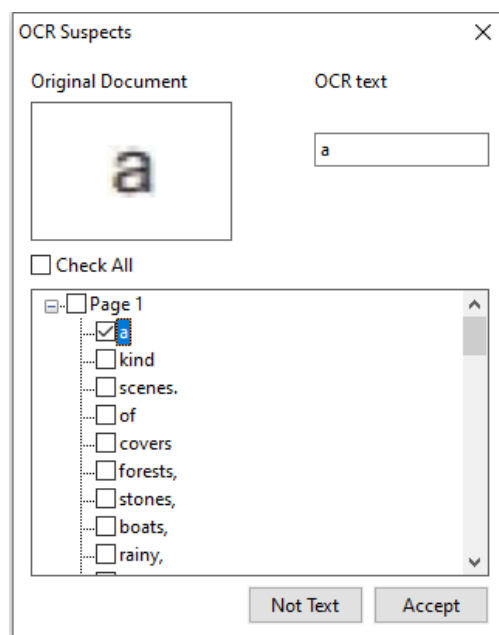 OCR Suspects
Original Document
OCR text
a
a
Check All
Page 1
a
kind
scenes.
of
covers
forests,
stones,
boats,
rainy,
Not Text
Accept